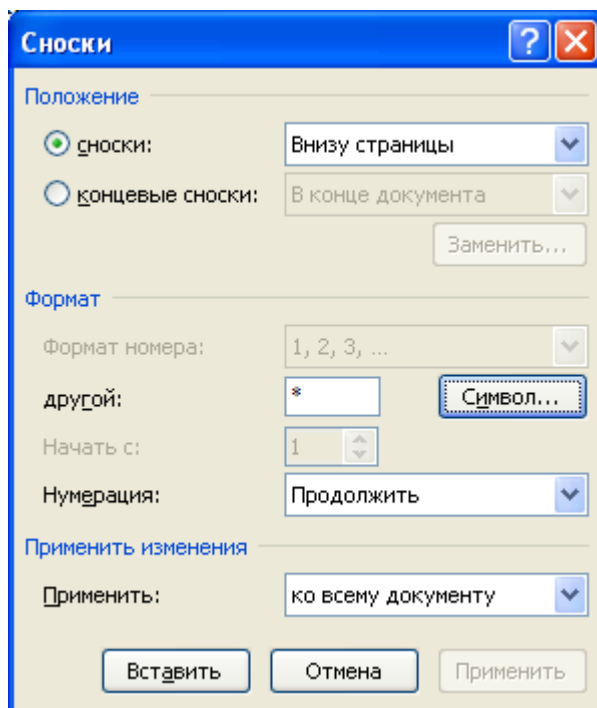 Сноски
Положение
сноски: Внизу страницы
концевые сноски: В конце документа
Заменить...
Формат
Формат номера: 1, 2, 3, ...
другой: * Символ...
Начать с: 1
Нумерация: Продолжить
Применить изменения
Применить: ко всему документу
Вставить Отмена Применить